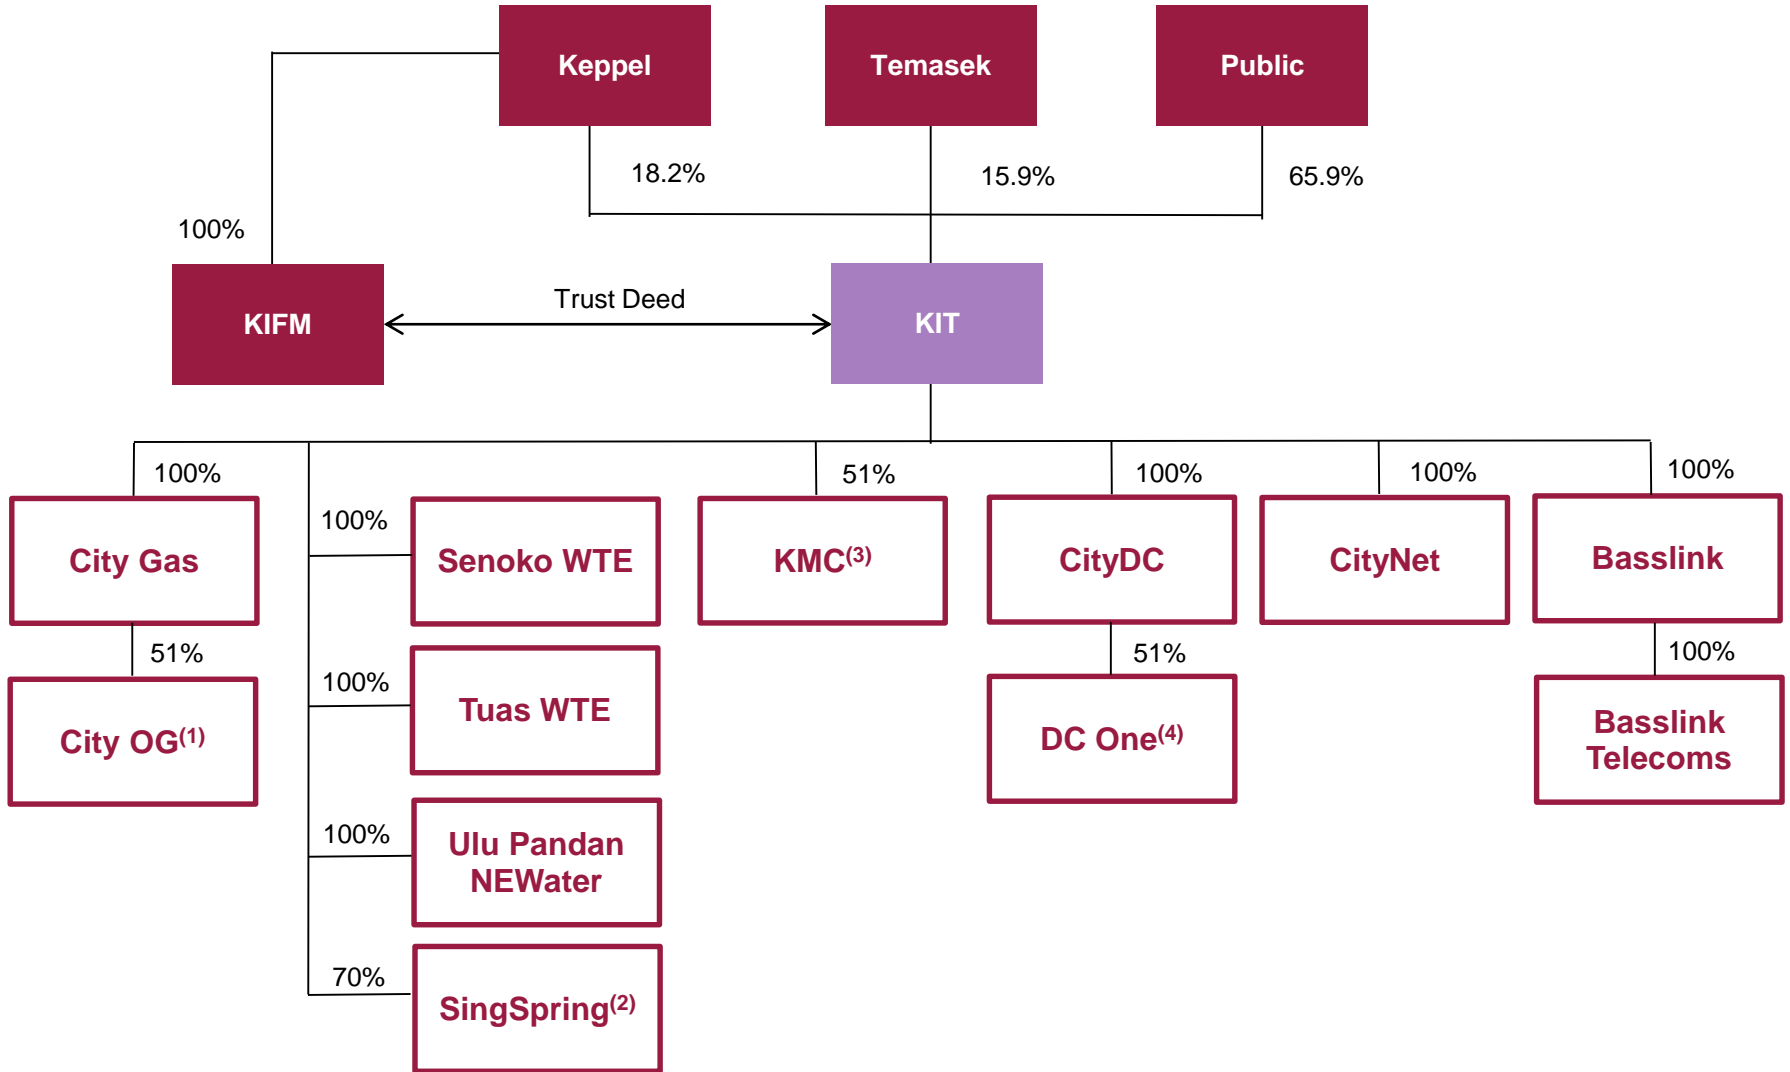 Keppel
Temasek
Public
18.2%
15.9%
65.9%
100%
KIFM
Trust Deed
KIT
100%
51%
100%
100%
100%
City Gas
100%
Senoko WTE
KMC(3)
CityDC
CityNet
Basslink
51%
51%
100%
City OG(1)
100%
Tuas WTE
DC One(4)
Basslink
Telecoms
100%
Ulu Pandan
NEWater
70%
SingSpring(2)